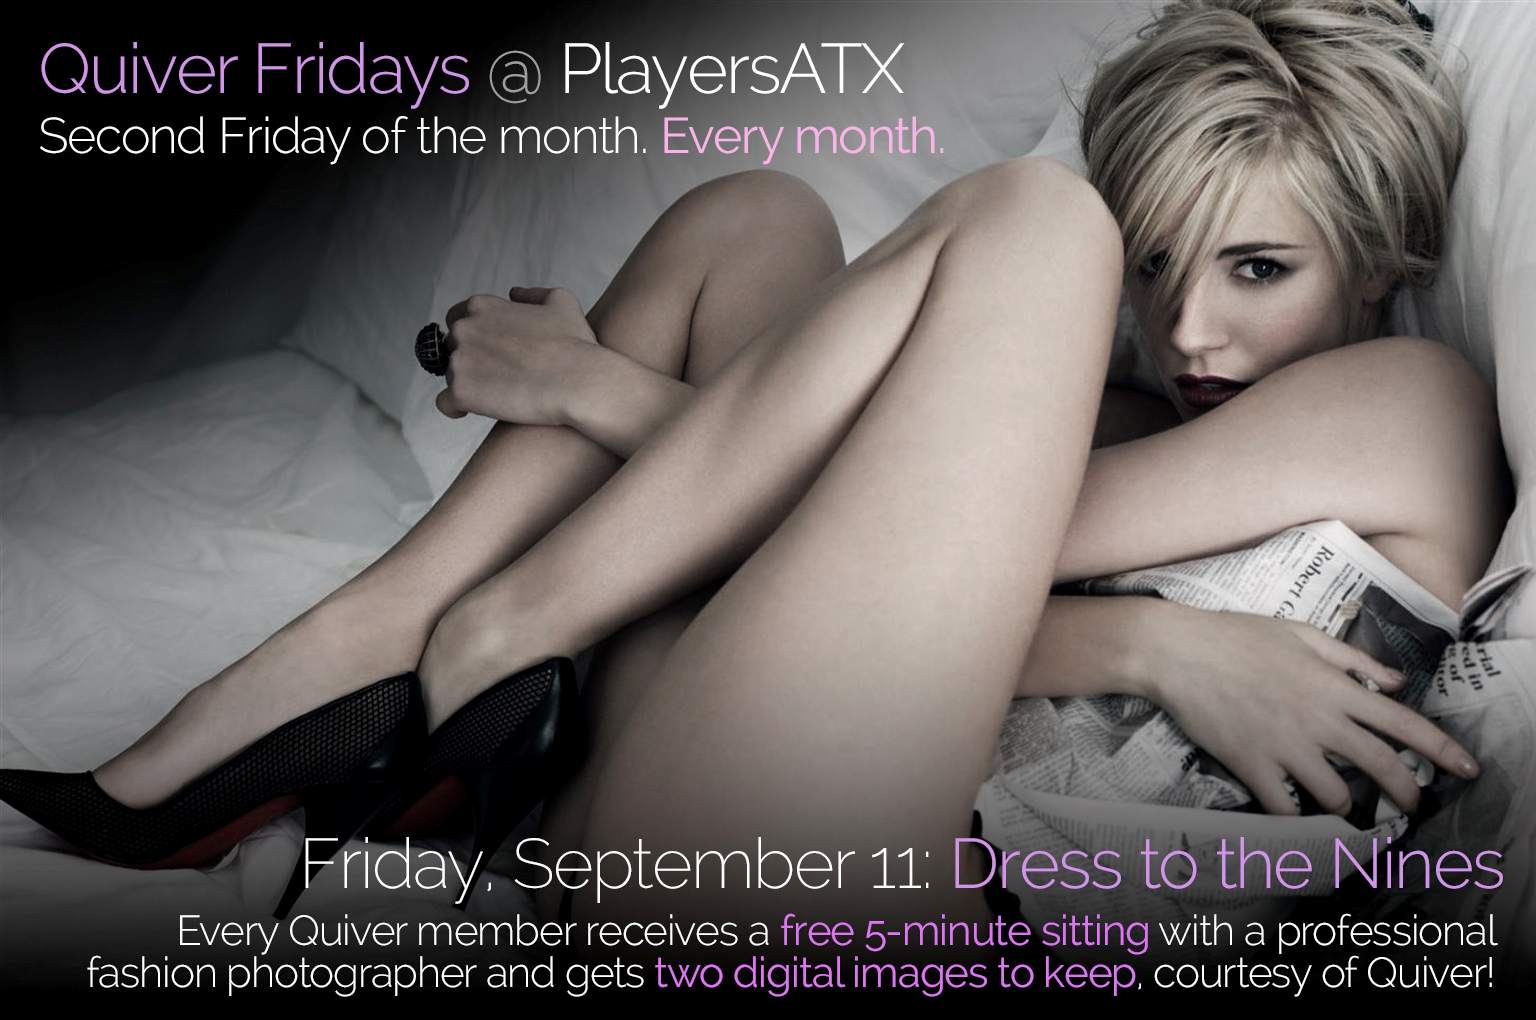 Quiver Fridays @ PlayersATX
Second Friday of the month. Every month.
Robert Ga
Friday, September 11: Dress to the Nines
Every Quiver member receives a free 5-minute sitting with a professional
fashion photographer and gets two digital images to keep, courtesy of Quiver!